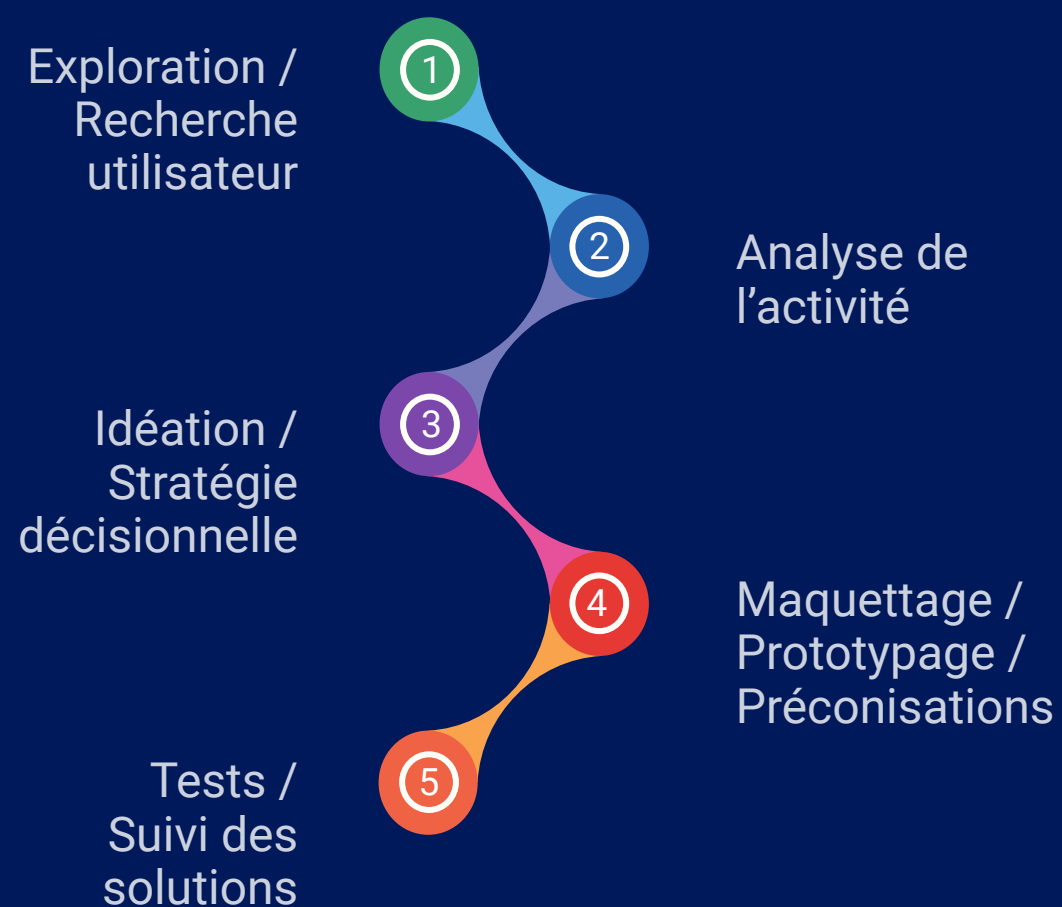 1
Exploration /
Recherche
utilisateur
2
Analyse de
l’activité
3
Idéation /
Stratégie
décisionnelle
4
Maquettage /
Prototypage /
Préconisations
5
Tests /
Suivi des
solutions